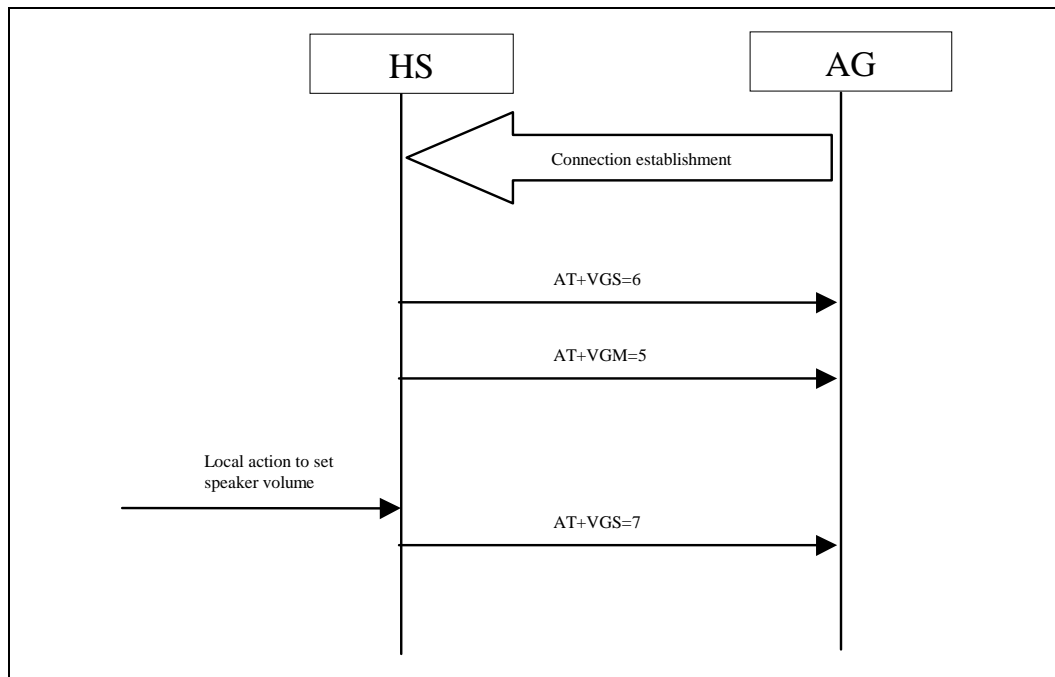 HS
AG
Connection establishment
AT+VGS=6
AT+VGM=5
Local action to set
speaker volume
AT+VGS=7